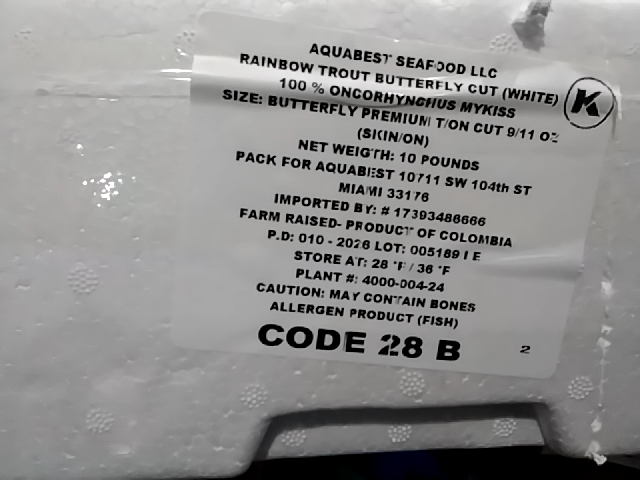 AQUABEST SEAFOOD LLC
RAINBOW TROUT BUTTERFLY CUT (WHITE)
100 % ONCORHYNCHUS MYKISS
K
SIZE: BUTTERFLY PREMIUM T/ON CUT 9/11 OZ
(SKIN/ON)
NET WEIGTH: 10 POUNDS
PACK FOR AQUABEST 10711 SW 104th ST
MIAMI 33176
IMPORTED BY: # 17393486666
FARM RAISED- PRODUCT OF COLOMBIA
P.D: 010 - 2026 LOT: 005189 I E
STORE AT: 28 °F / 36 °F
PLANT #: 4000-004-24
CAUTION: MAY CONTAIN BONES
ALLERGEN PRODUCT (FISH)
CODE 28 B
2